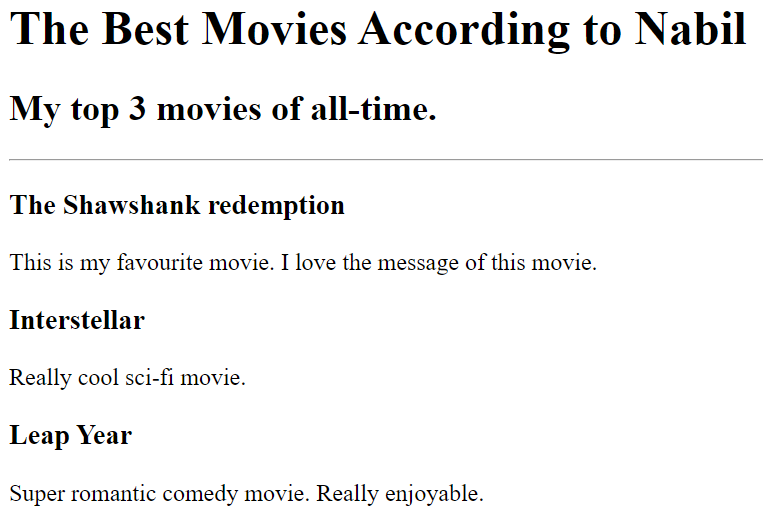 The Best Movies According to Nabil
My top 3 movies of all-time.
The Shawshank redemption
This is my favourite movie. I love the message of this movie.
Interstellar
Really cool sci-fi movie.
Leap Year
Super romantic comedy movie. Really enjoyable.